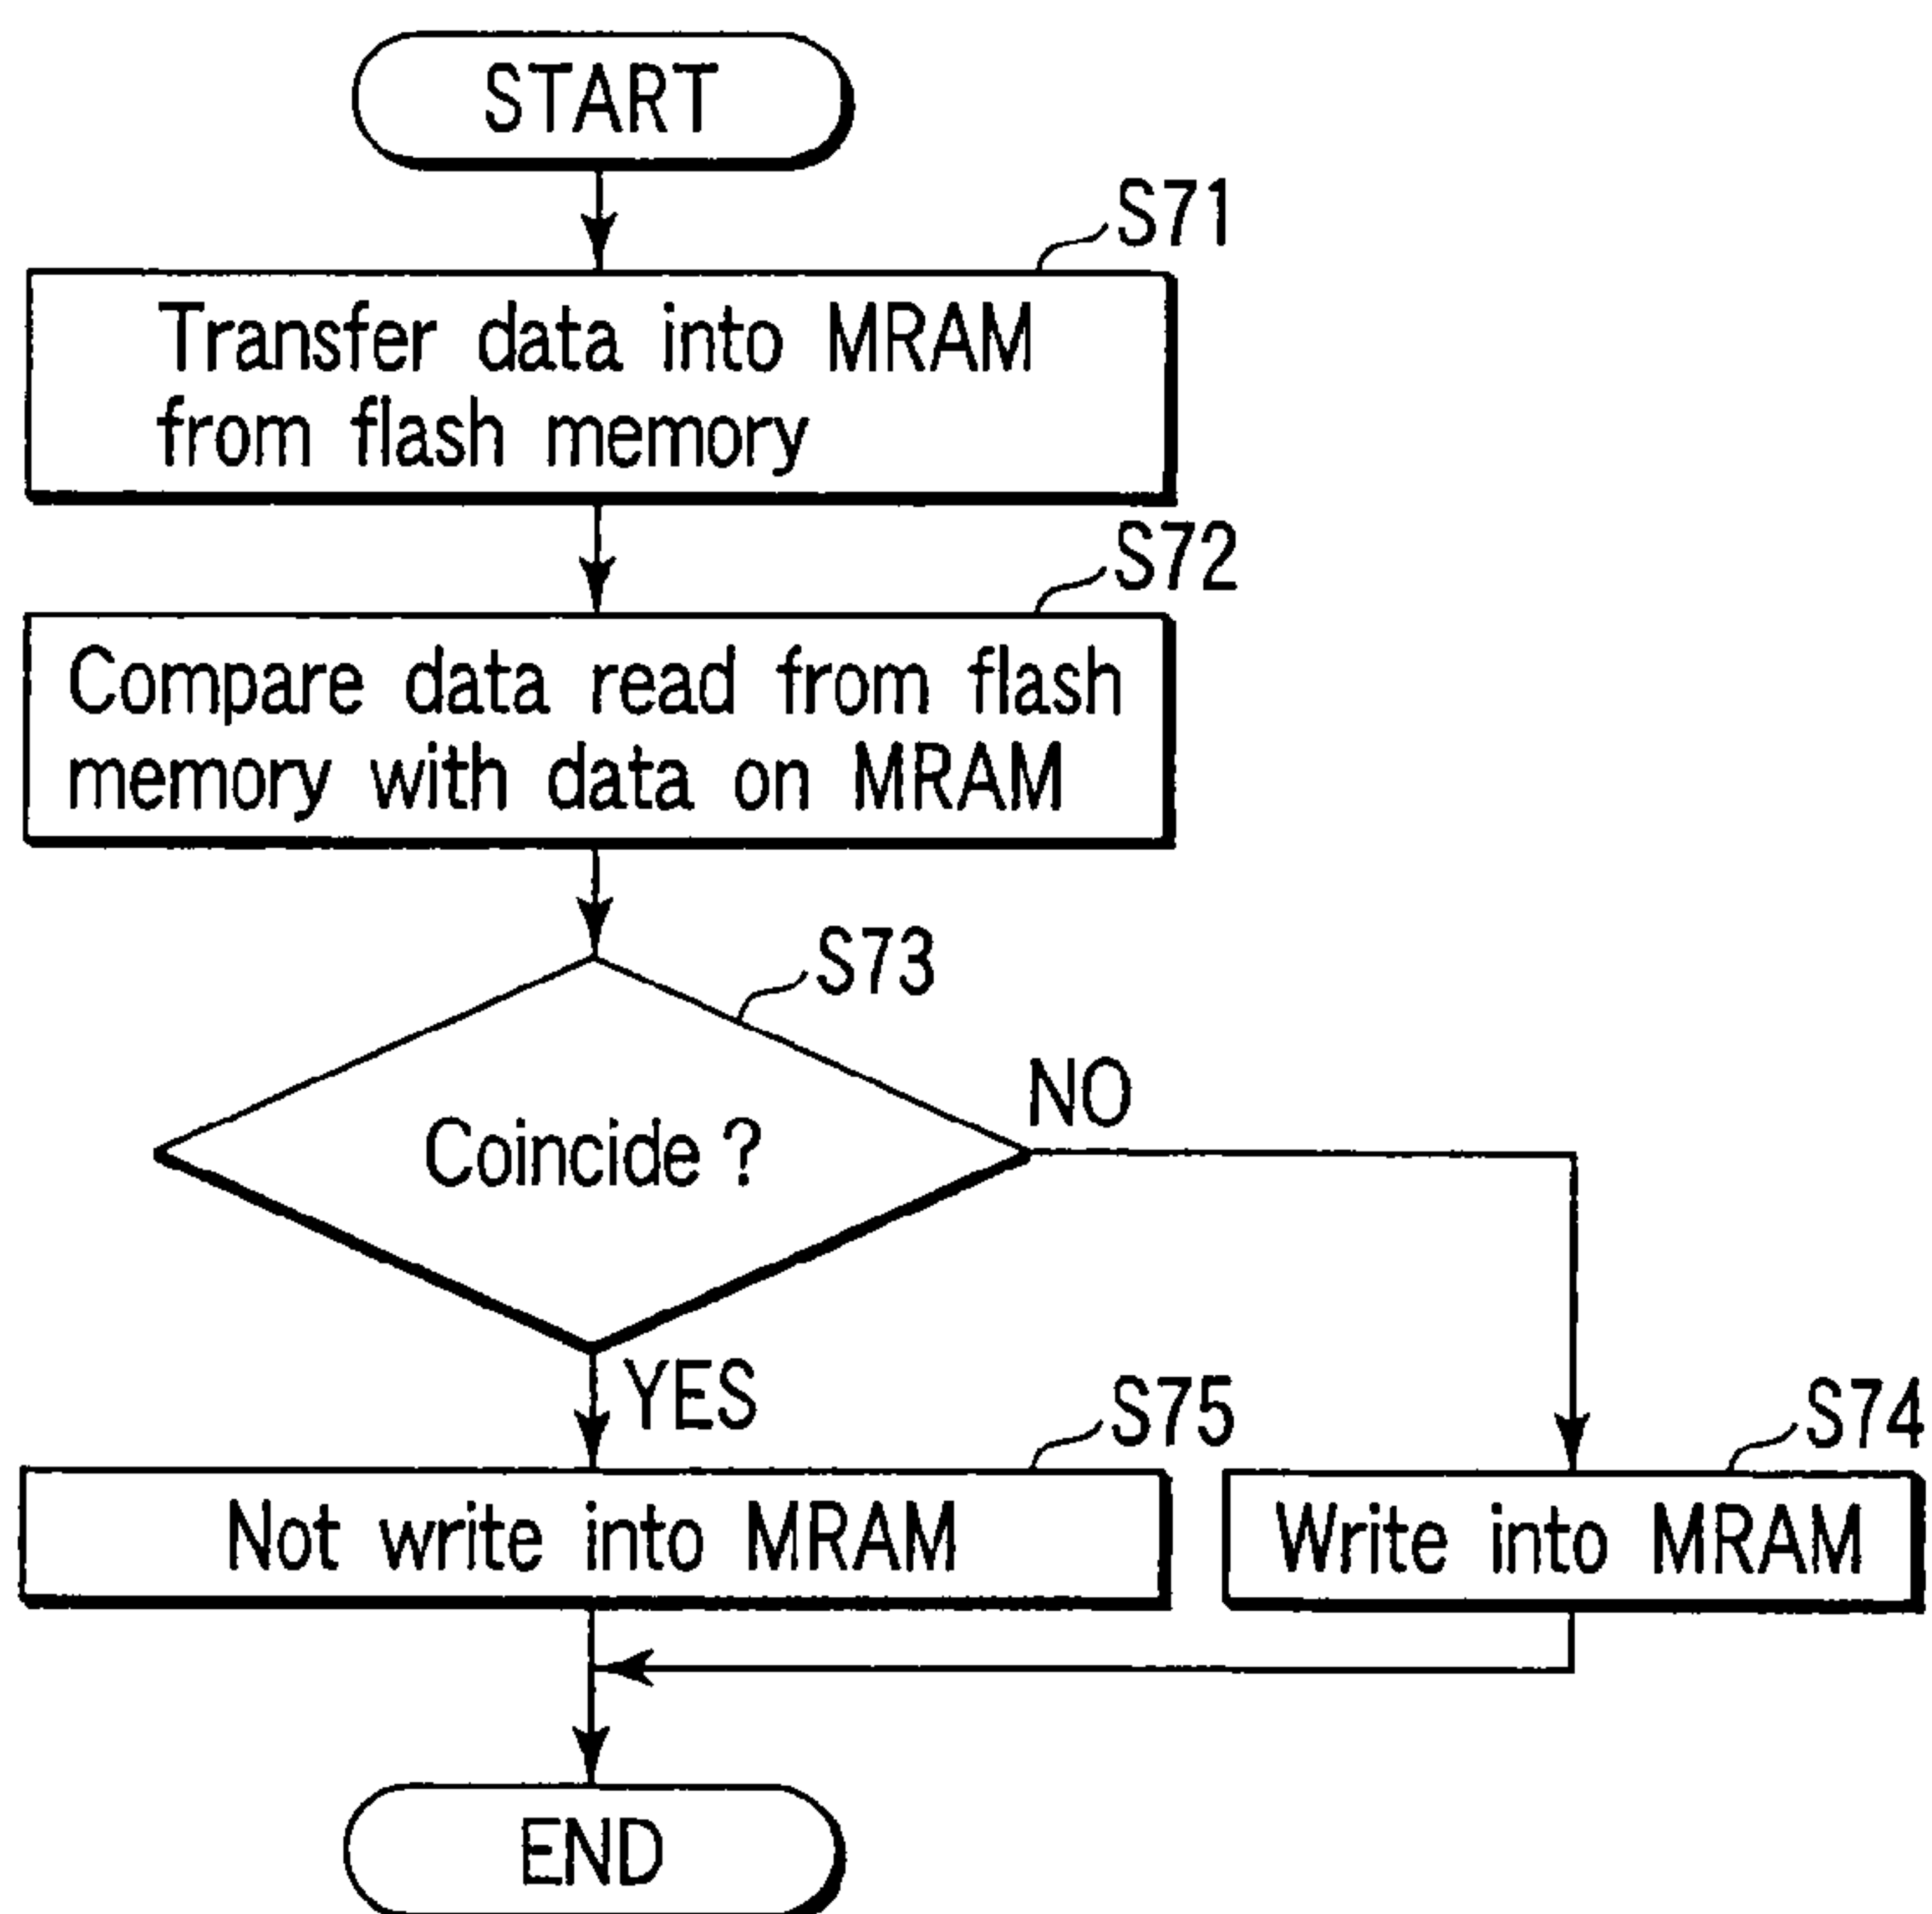 START
S71
Transfer data into MRAM
from flash memory
S72
Compare data read from flash
memory with data on MRAM
S73
Coincide ?
NO
YES
S75
S74
Not write into MRAM
Write into MRAM
END